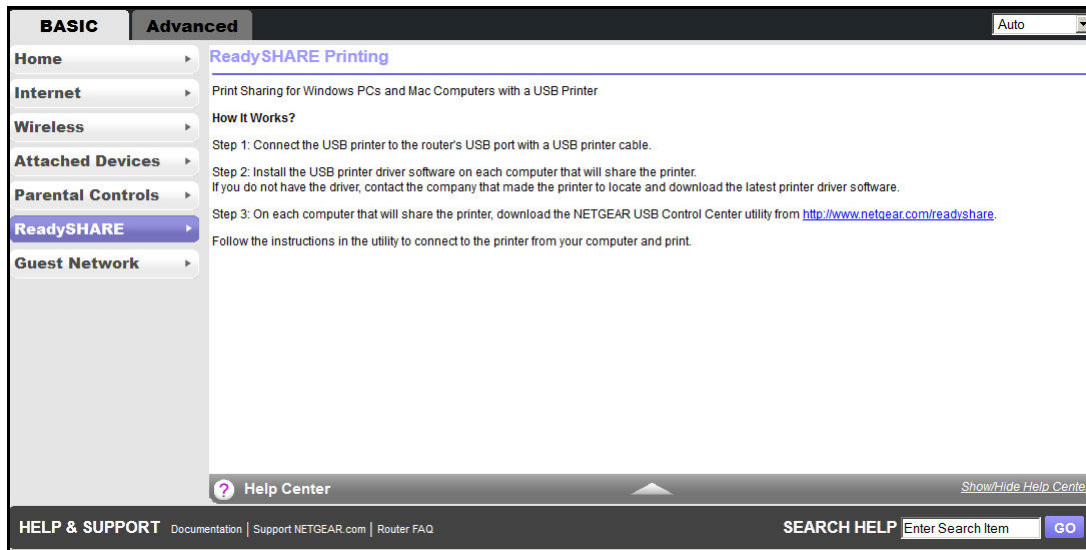 BASIC Advanced Auto
Home
Internet
Wireless
Attached Devices
Parental Controls
ReadySHARE
Guest Network
ReadySHARE Printing
Print Sharing for Windows PCs and Mac Computers with a USB Printer
How It Works?
Step 1: Connect the USB printer to the router's USB port with a USB printer cable.
Step 2: Install the USB printer driver software on each computer that will share the printer.
If you do not have the driver, contact the company that made the printer to locate and download the latest printer driver software.
Step 3: On each computer that will share the printer, download the NETGEAR USB Control Center utility from http://www.netgear.com/readyshare.
Follow the instructions in the utility to connect to the printer from your computer and print.
? Help Center Show/Hide Help Cente
HELP & SUPPORT Documentation | Support NETGEAR.com | Router FAQ SEARCH HELP Enter Search Item GO